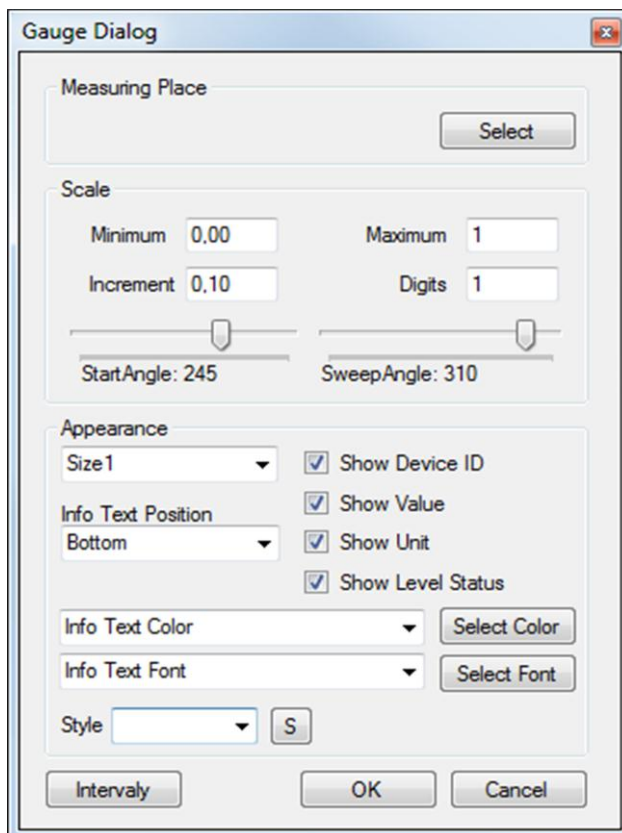 Gauge Dialog
Measuring Place
Select
Scale
Minimum 0,00 Maximum 1
Increment 0,10 Digits 1
StartAngle: 245 SweepAngle: 310
Appearance
Size1 Show Device ID
Show Value
Info Text Position
Bottom Show Unit
Show Level Status
Info Text Color Select Color
Info Text Font Select Font
Style S
Intervaly OK Cancel